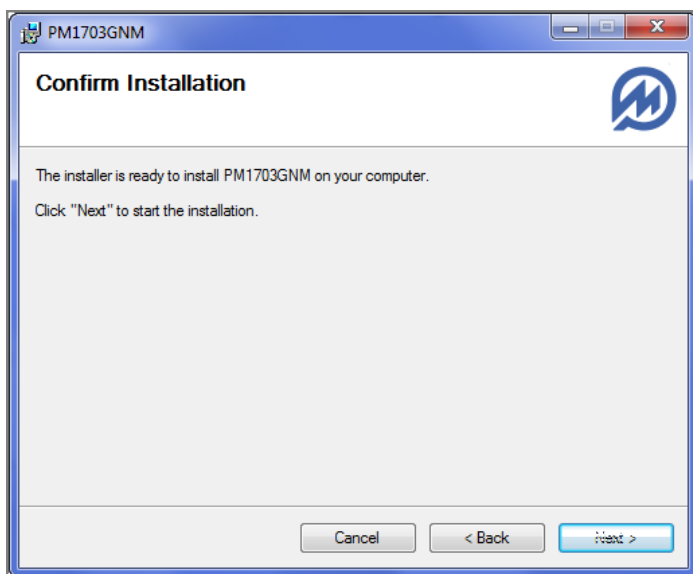 PM1703GNM
Confirm Installation
The installer is ready to install PM1703GNM on your computer.
Click "Next" to start the installation.
Cancel
< Back
Next >